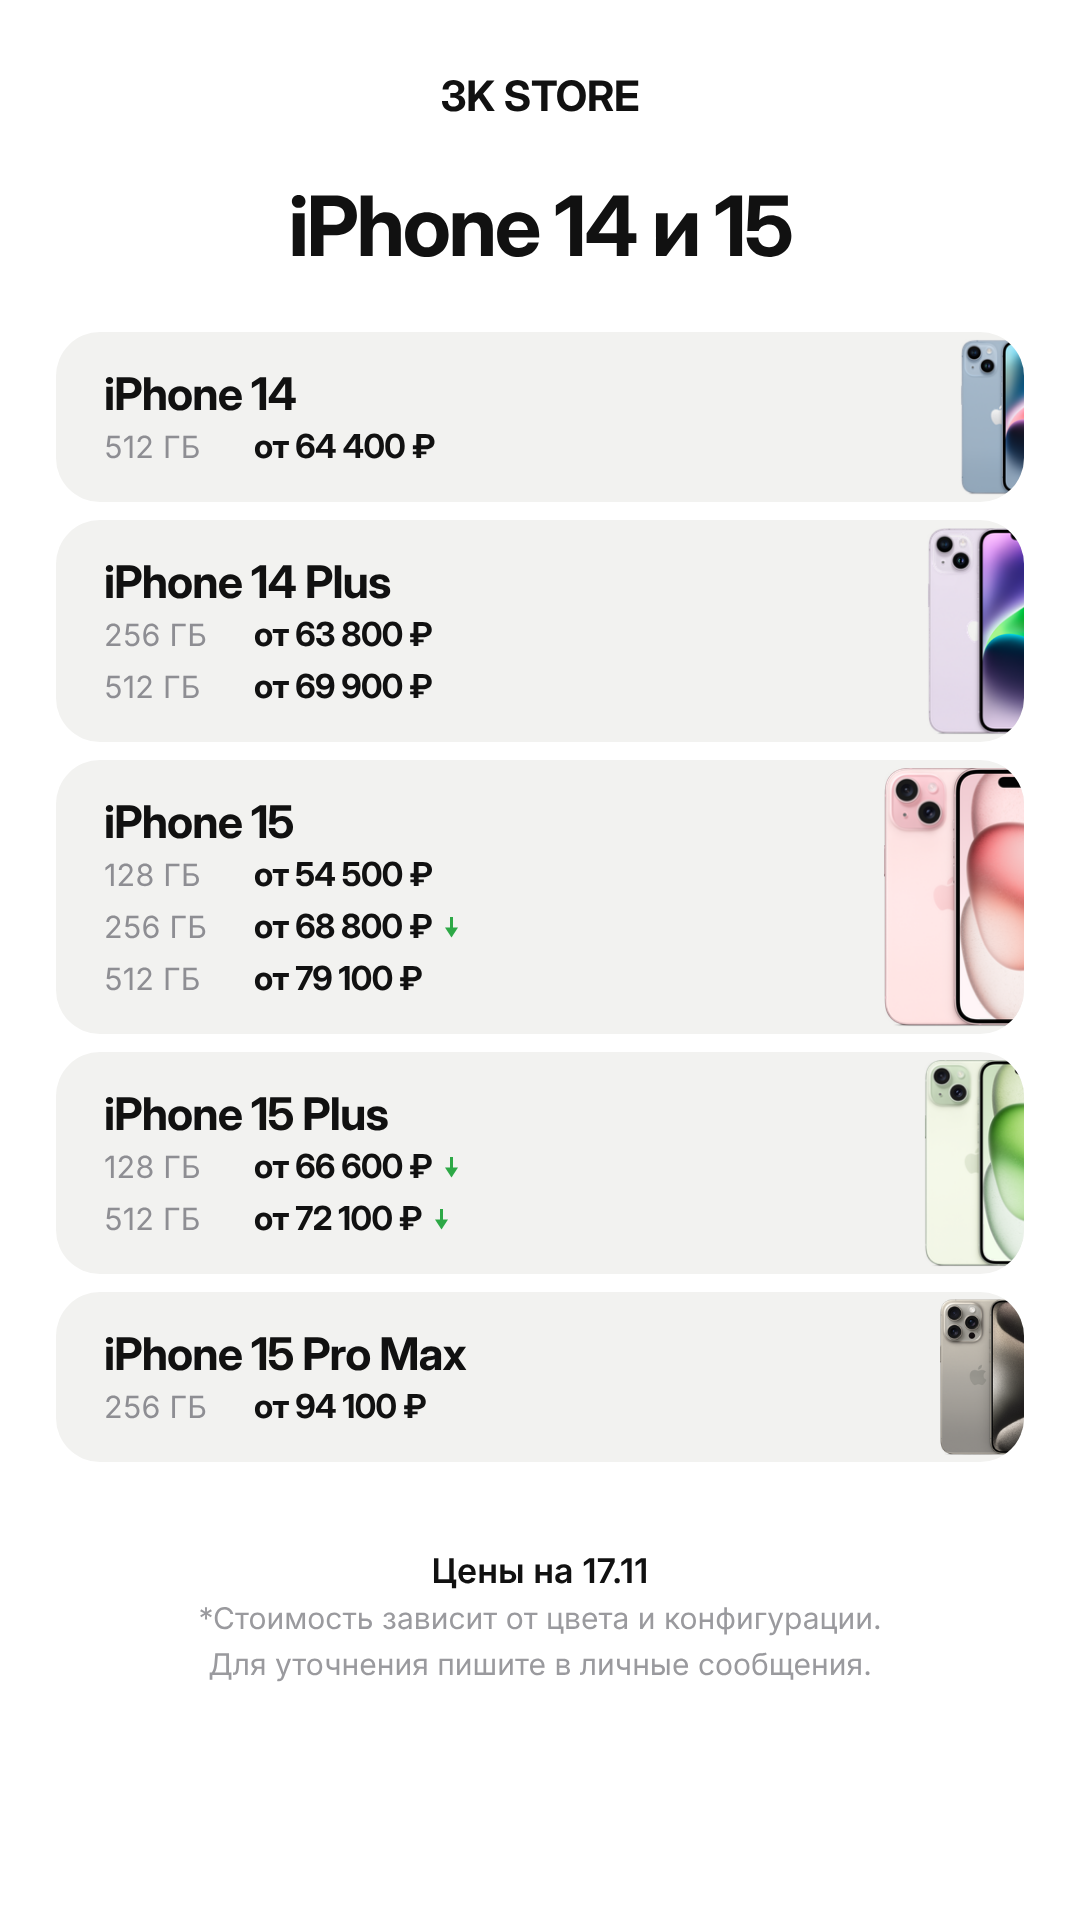 3K STORE
iPhone 14 и 15
iPhone 14
512 ГБ от 64 400 ₽
iPhone 14 Plus
256 ГБ от 63 800 ₽
512 ГБ от 69 900 ₽
iPhone 15
128 ГБ от 54 500 ₽
256 ГБ от 68 800 ₽ ↓
512 ГБ от 79 100 ₽
iPhone 15 Plus
128 ГБ от 66 600 ₽ ↓
512 ГБ от 72 100 ₽ ↓
iPhone 15 Pro Max
256 ГБ от 94 100 ₽
Цены на 17.11
*Стоимость зависит от цвета и конфигурации.
Для уточнения пишите в личные сообщения.